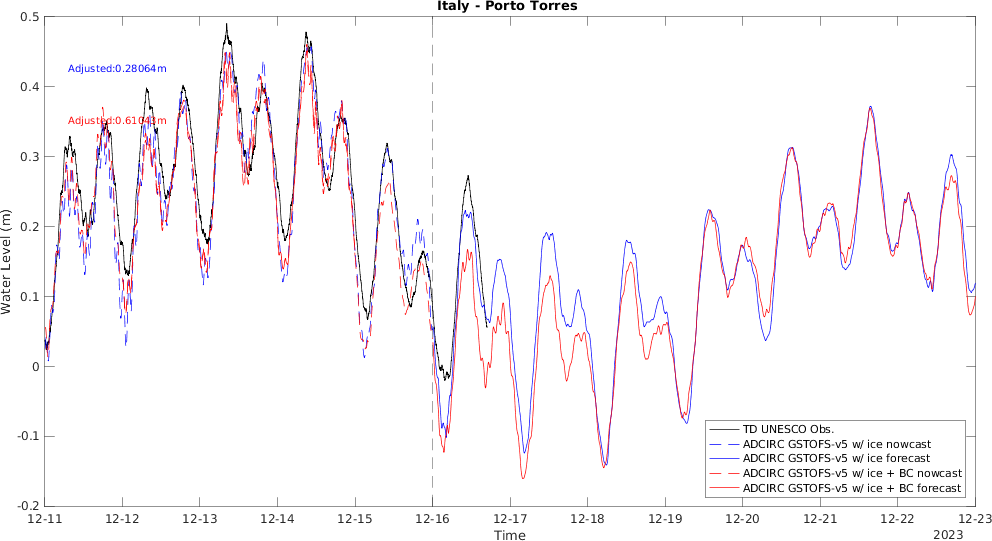 Italy - Porto Torres
Water Level (m)
0.5
0.4
0.3
0.2
0.1
0
-0.1
-0.2
Adjusted:0.28064m
Adjusted:0.61043m
TD UNESCO Obs.
ADCIRC GSTOFS-v5 w/ ice nowcast
ADCIRC GSTOFS-v5 w/ ice forecast
ADCIRC GSTOFS-v5 w/ ice + BC nowcast
ADCIRC GSTOFS-v5 w/ ice + BC forecast
12-11 12-12 12-13 12-14 12-15 12-16 12-17 12-18 12-19 12-20 12-21 12-22 12-23
Time
2023